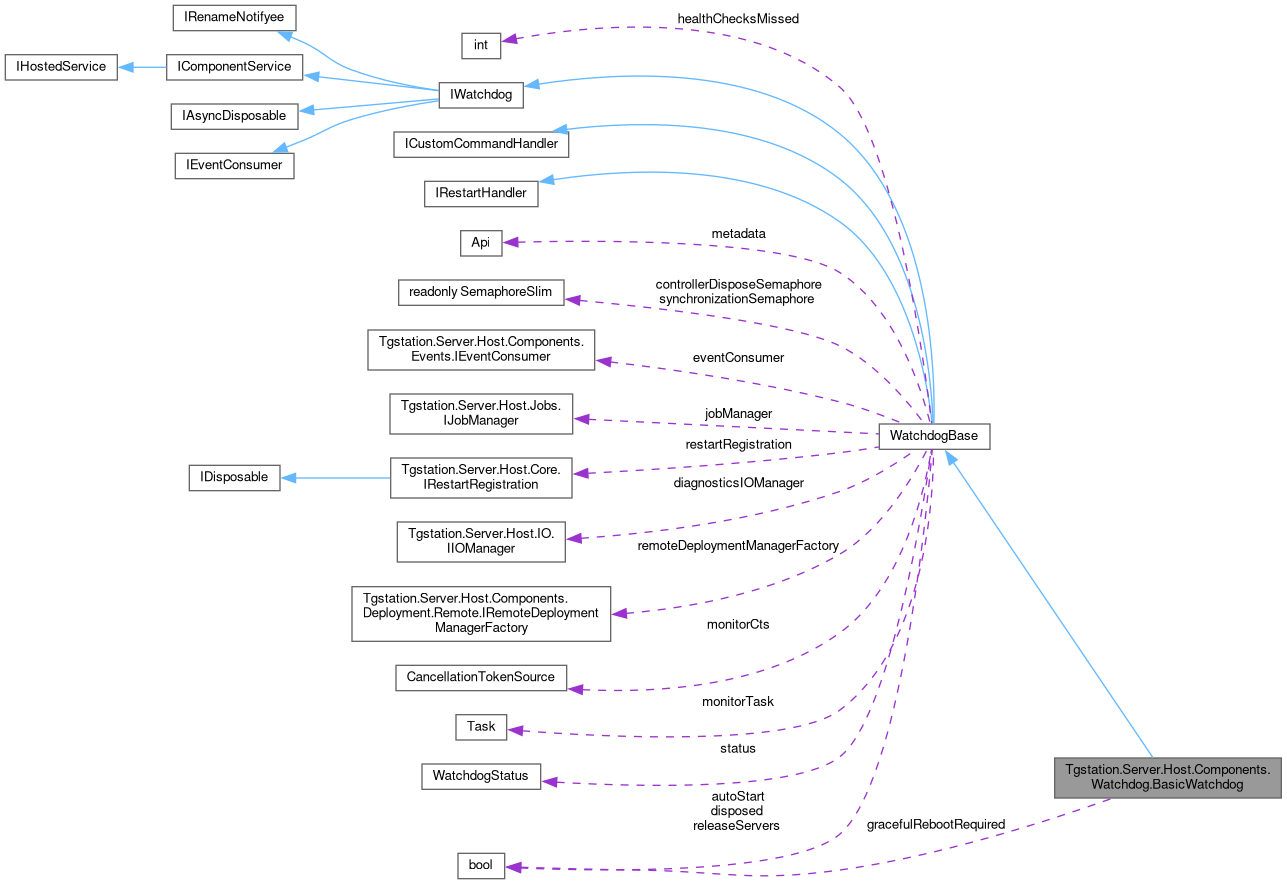 IRenameNotifyee
healthChecksMissed
int
IHostedService
IComponentService
IWatchdog
IAsyncDisposable
ICustomCommandHandler
IEventConsumer
IRestartHandler
metadata
Api
controllerDisposeSemaphore
synchronizationSemaphore
readonly SemaphoreSlim
Tgstation.Server.Host.Components.
Events.IEventConsumer
eventConsumer
Tgstation.Server.Host.Jobs.
IJobManager
jobManager
WatchdogBase
restartRegistration
IDisposable
Tgstation.Server.Host.Core.
IRestartRegistration
diagnosticsIOManager
Tgstation.Server.Host.IO.
IIOManager
remoteDeploymentManagerFactory
Tgstation.Server.Host.Components.
Deployment.Remote.IRemoteDeployment
ManagerFactory
monitorCts
CancellationTokenSource
monitorTask
Task
status
WatchdogStatus
Tgstation.Server.Host.Components.
Watchdog.BasicWatchdog
autoStart
disposed
releaseServers
gracefulRebootRequired
bool